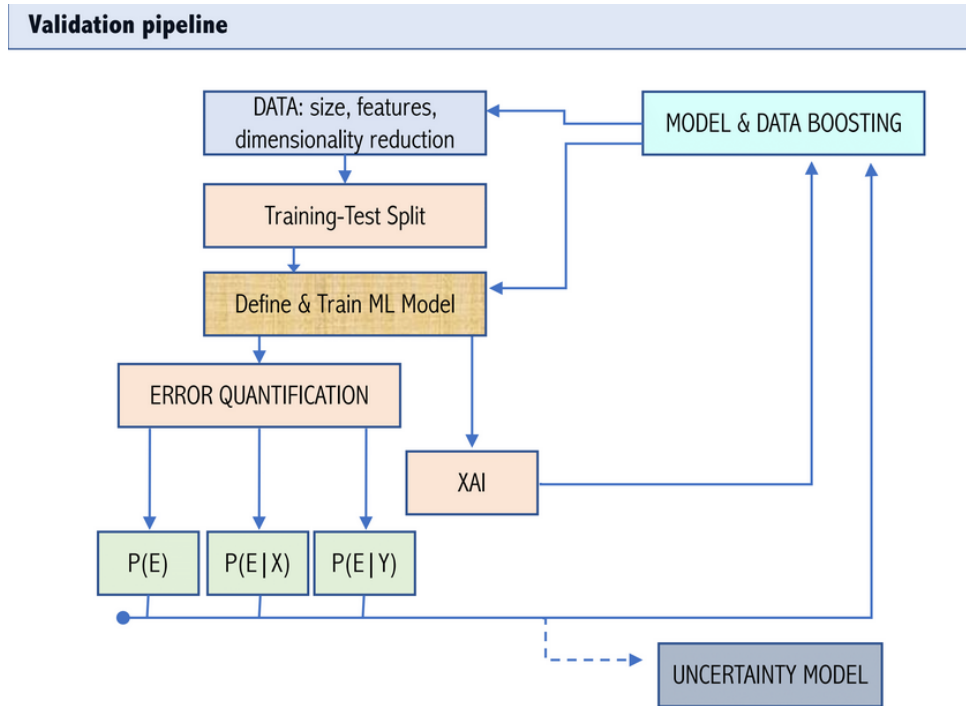 Validation pipeline
DATA: size, features,
dimensionality reduction
MODEL & DATA BOOSTING
Training-Test Split
Define & Train ML Model
ERROR QUANTIFICATION
XAI
P(E)
P(E|X)
P(E|Y)
UNCERTAINTY MODEL